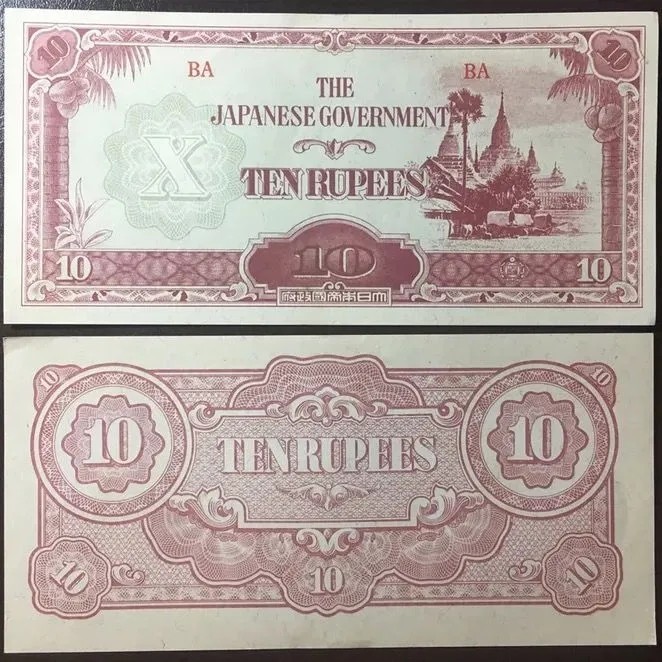 10 10
BA BA
THE
JAPANESE GOVERNMENT
X
TEN RUPEES
10 10 10
府政國帝本日大
10 10
10 TEN RUPEES 10
10 10 10